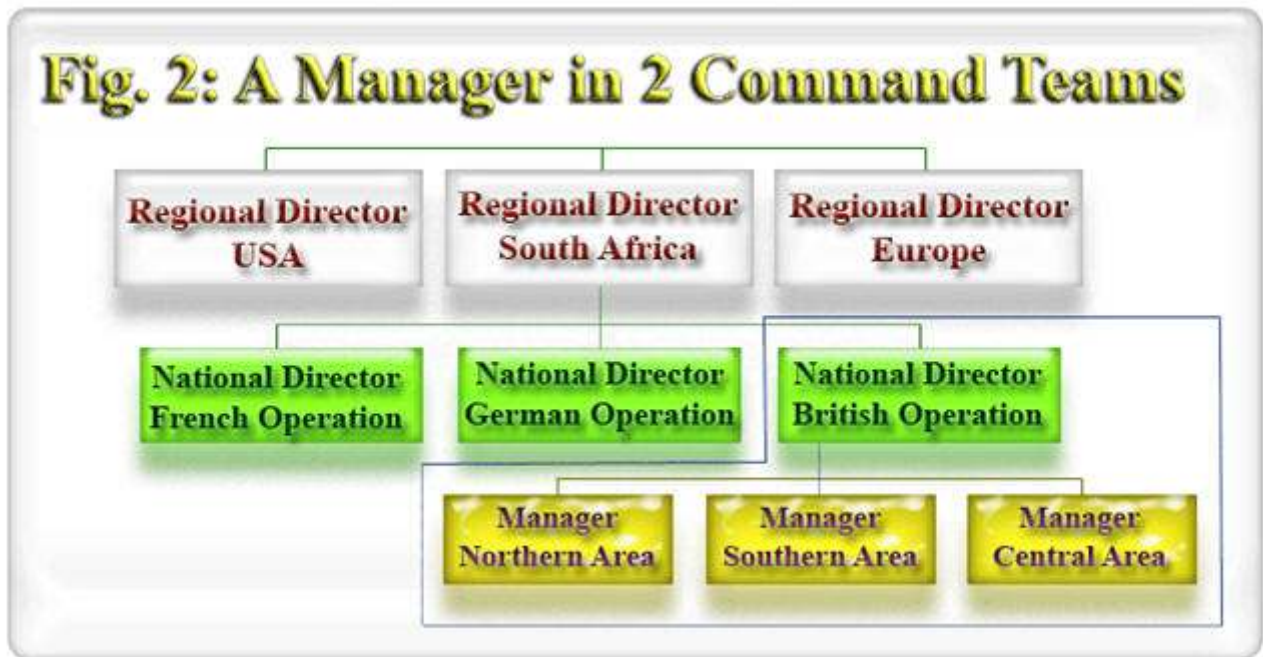 Fig. 2: A Manager in 2 Command Teams
Regional Director
USA
Regional Director
South Africa
Regional Director
Europe
National Director
French Operation
National Director
German Operation
National Director
British Operation
Manager
Northern Area
Manager
Southern Area
Manager
Central Area